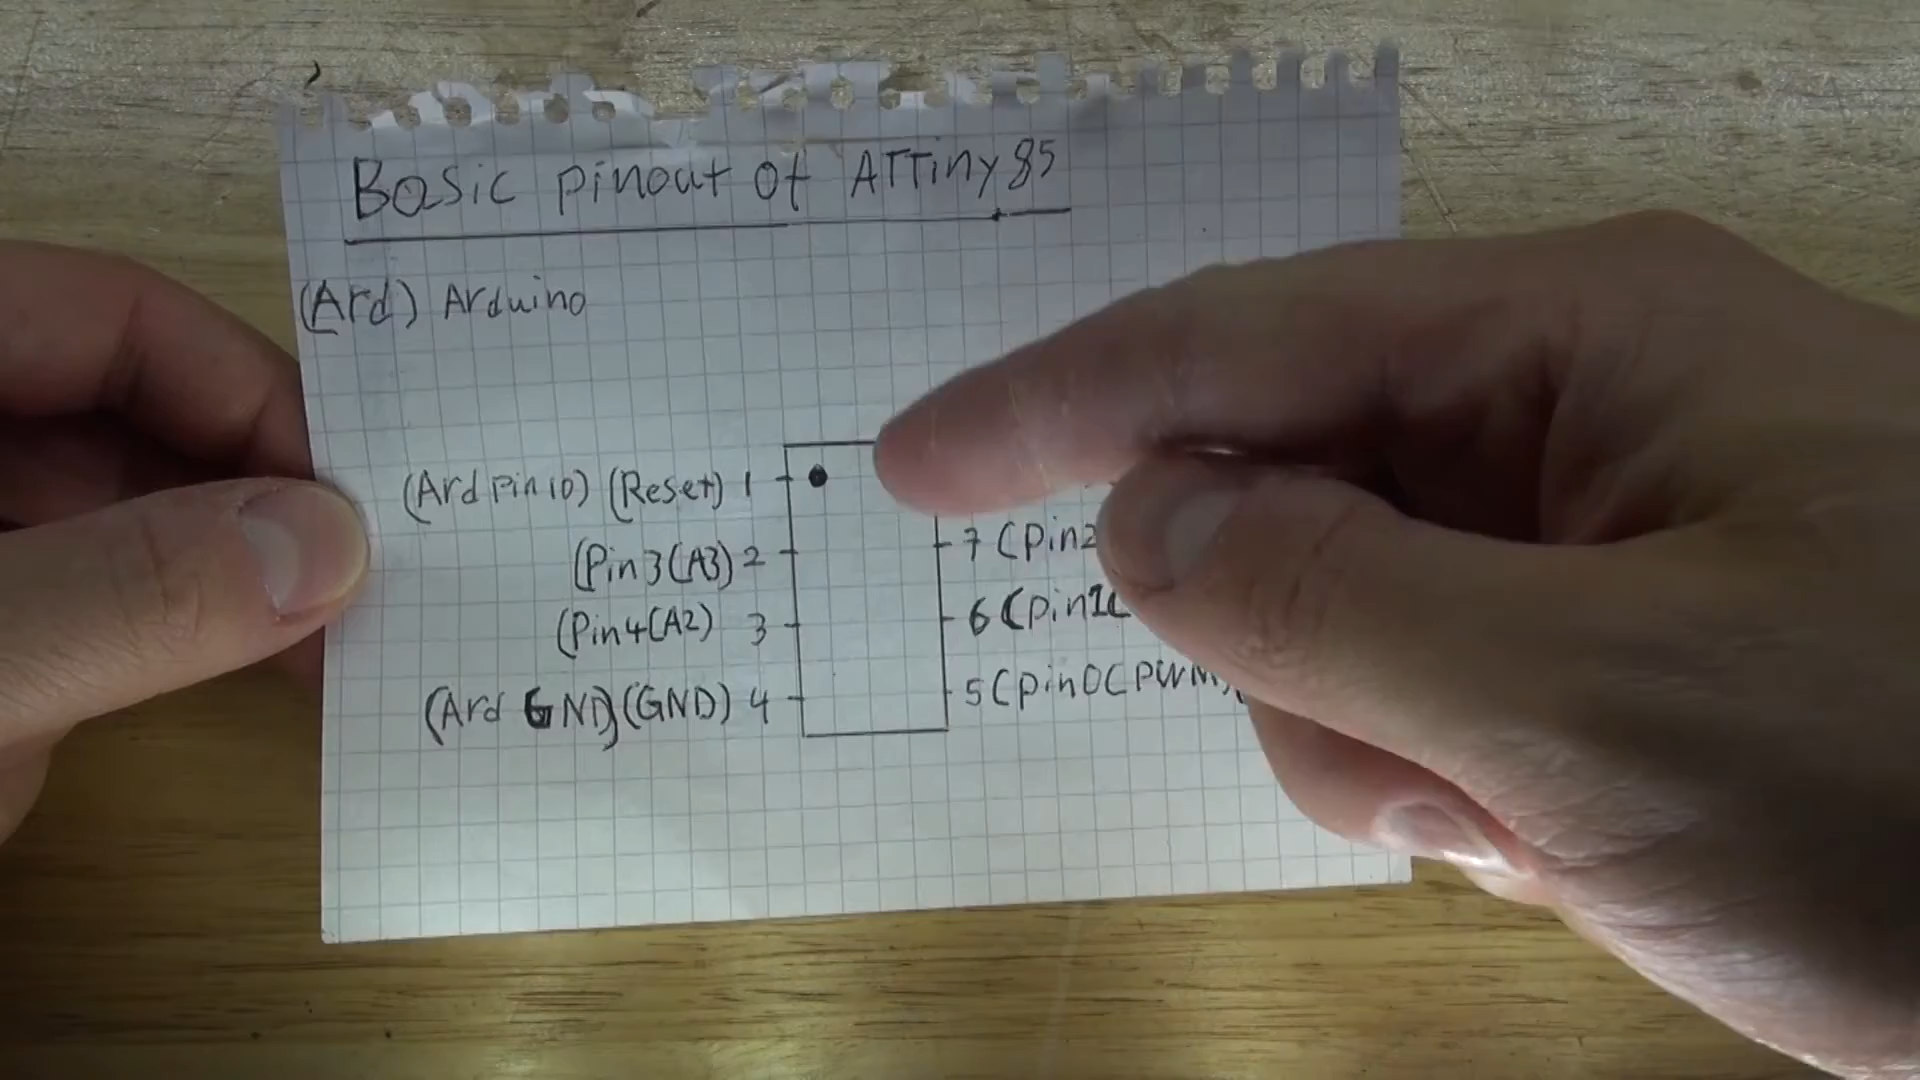 Basic pinout of ATTiny85
(Ard) Arduino
(Ard Pin 10) (Reset) 1
(Pin3(A3) 2
7 (Pin2
(Pin4(A2) 3
6 (Pin1(
(Ard GND) (GND) 4
5 (Pin0(PWM)